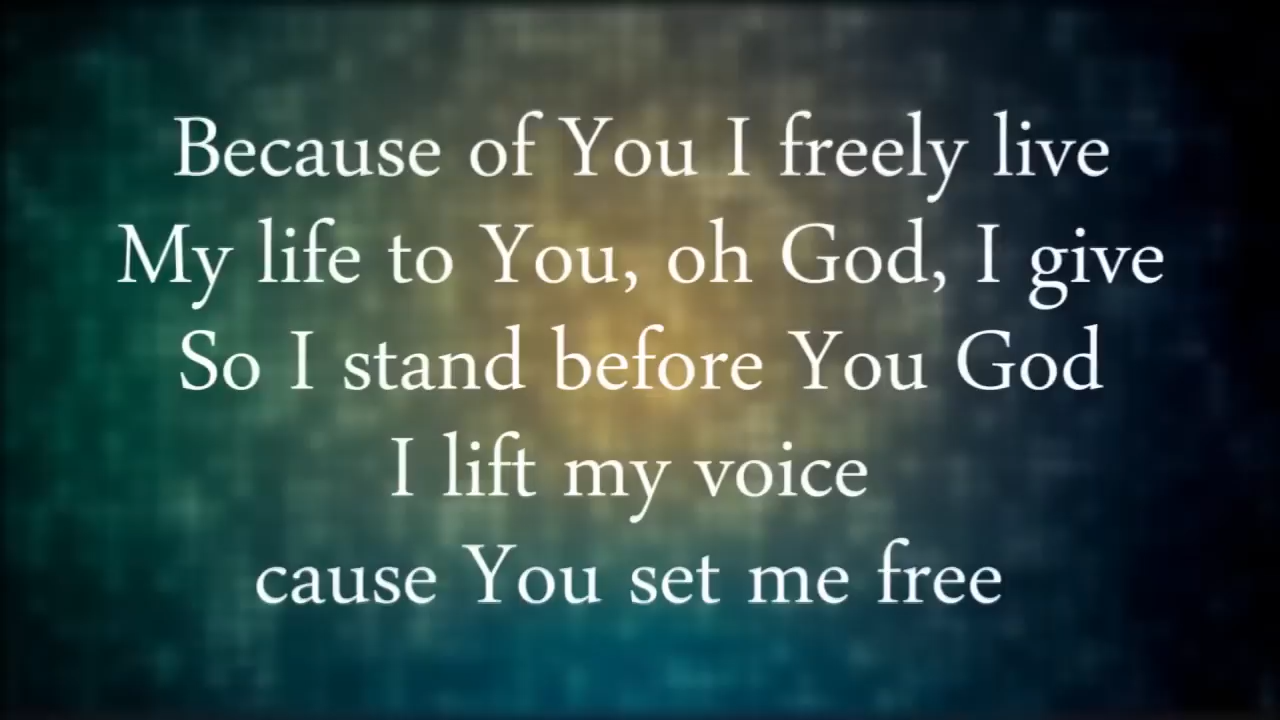 Because of You I freely live
My life to You, oh God, I give
So I stand before You God
I lift my voice
cause You set me free